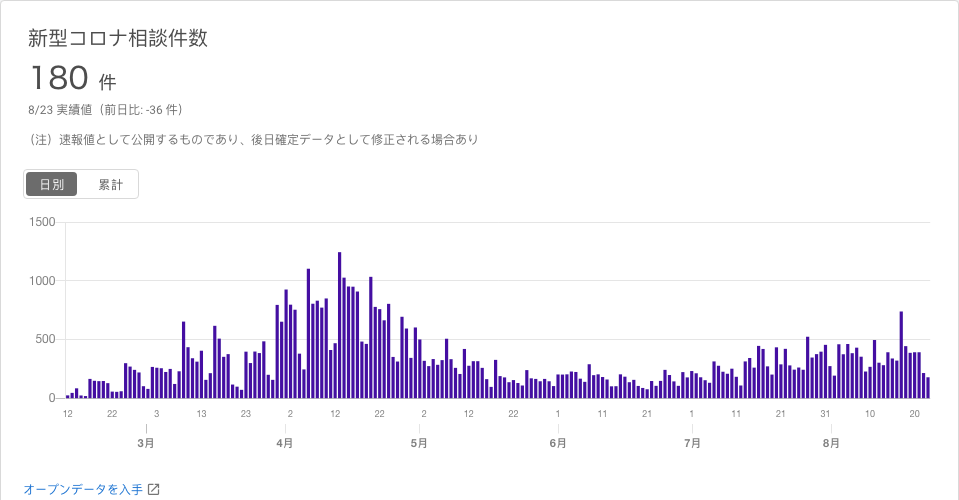 新型コロナ相談件数
180 件
8/23 実績値（前日比: -36 件）
（注）速報値として公開するものであり、後日確定データとして修正される場合あり
日別 累計
1500
1000
500
0
12 22 3 13 23 2 12 22 2 12 22 1 11 21 1 11 21 31 10 20
3月 4月 5月 6月 7月 8月
オープンデータを入手